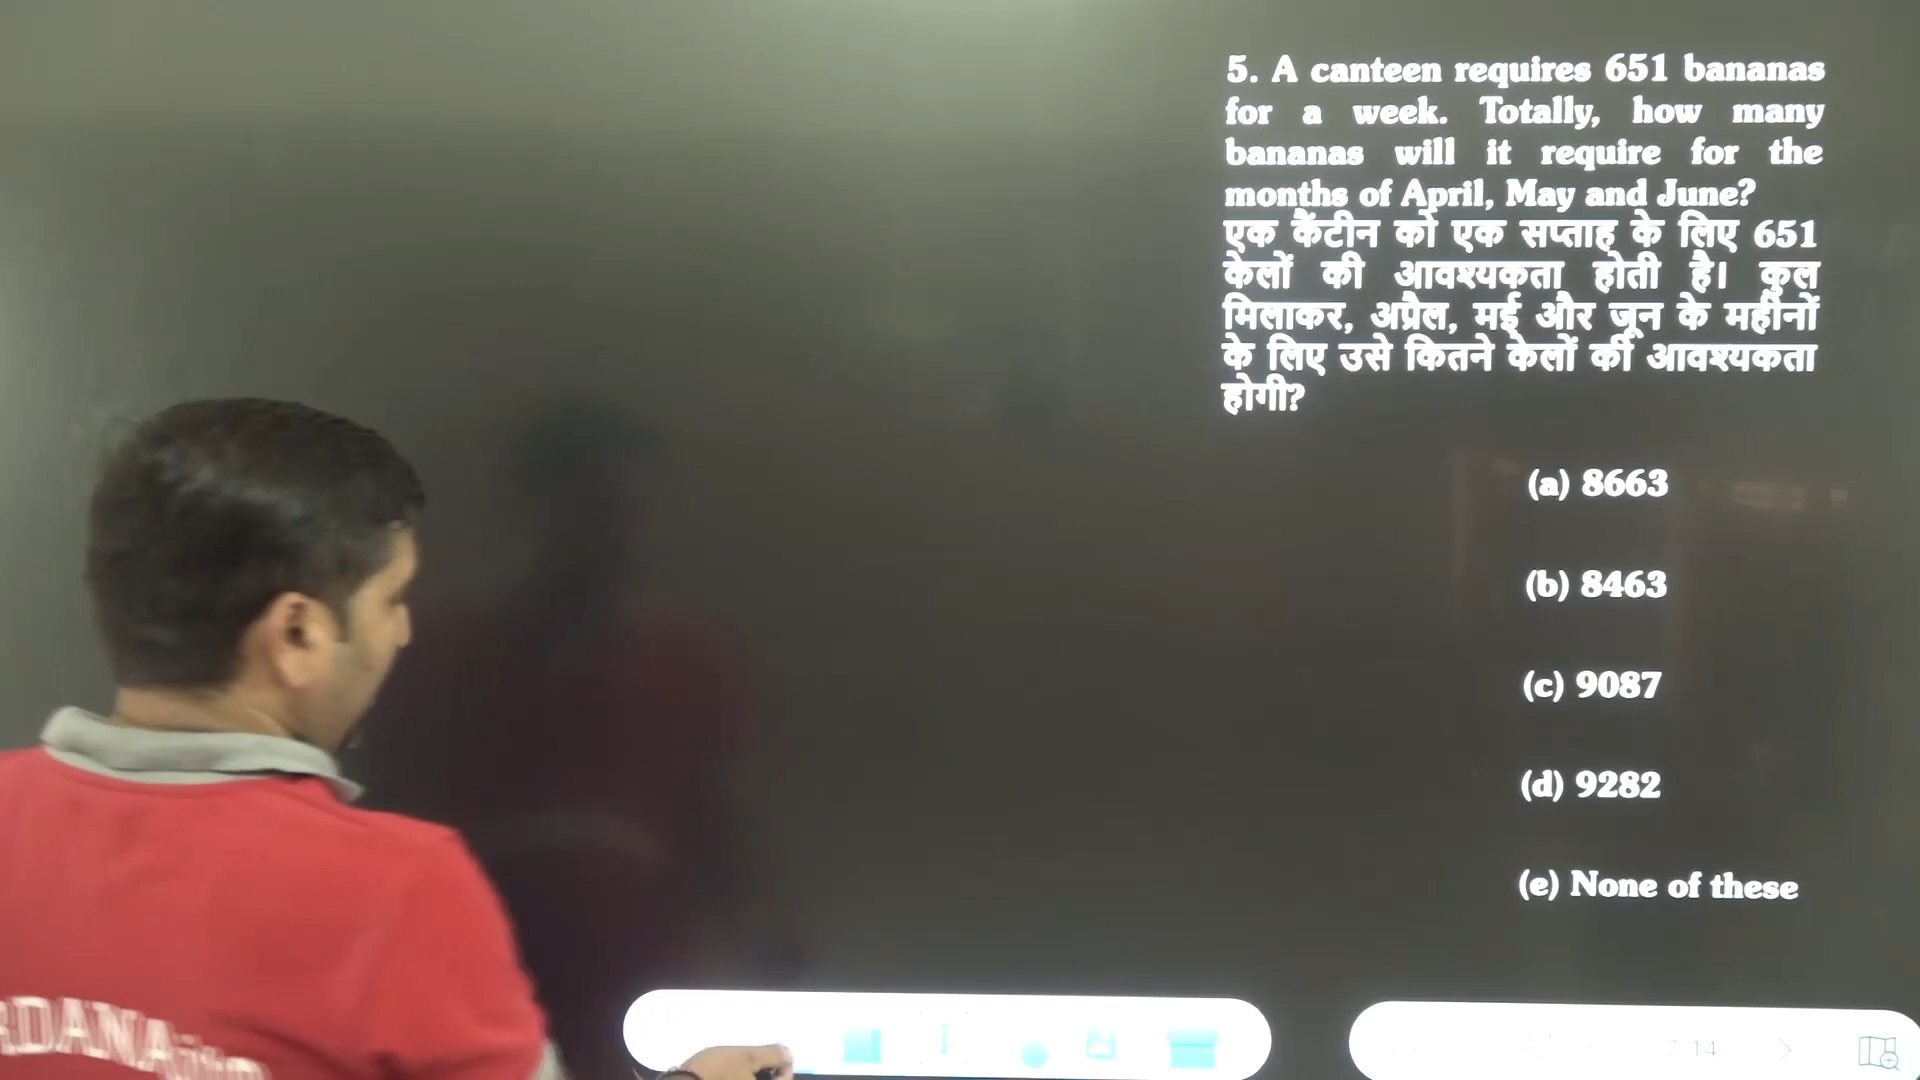 5. A canteen requires 651 bananas
for a week. Totally, how many
bananas will it require for the
months of April, May and June?
एक कैंटीन को एक सप्ताह के लिए 651
केलों की आवश्यकता होती है। कुल
मिलाकर, अप्रैल, मई और जून के महीनों
के लिए उसे कितने केलों की आवश्यकता
होगी?
(a) 8663
(b) 8463
(c) 9087
(d) 9282
(e) None of these